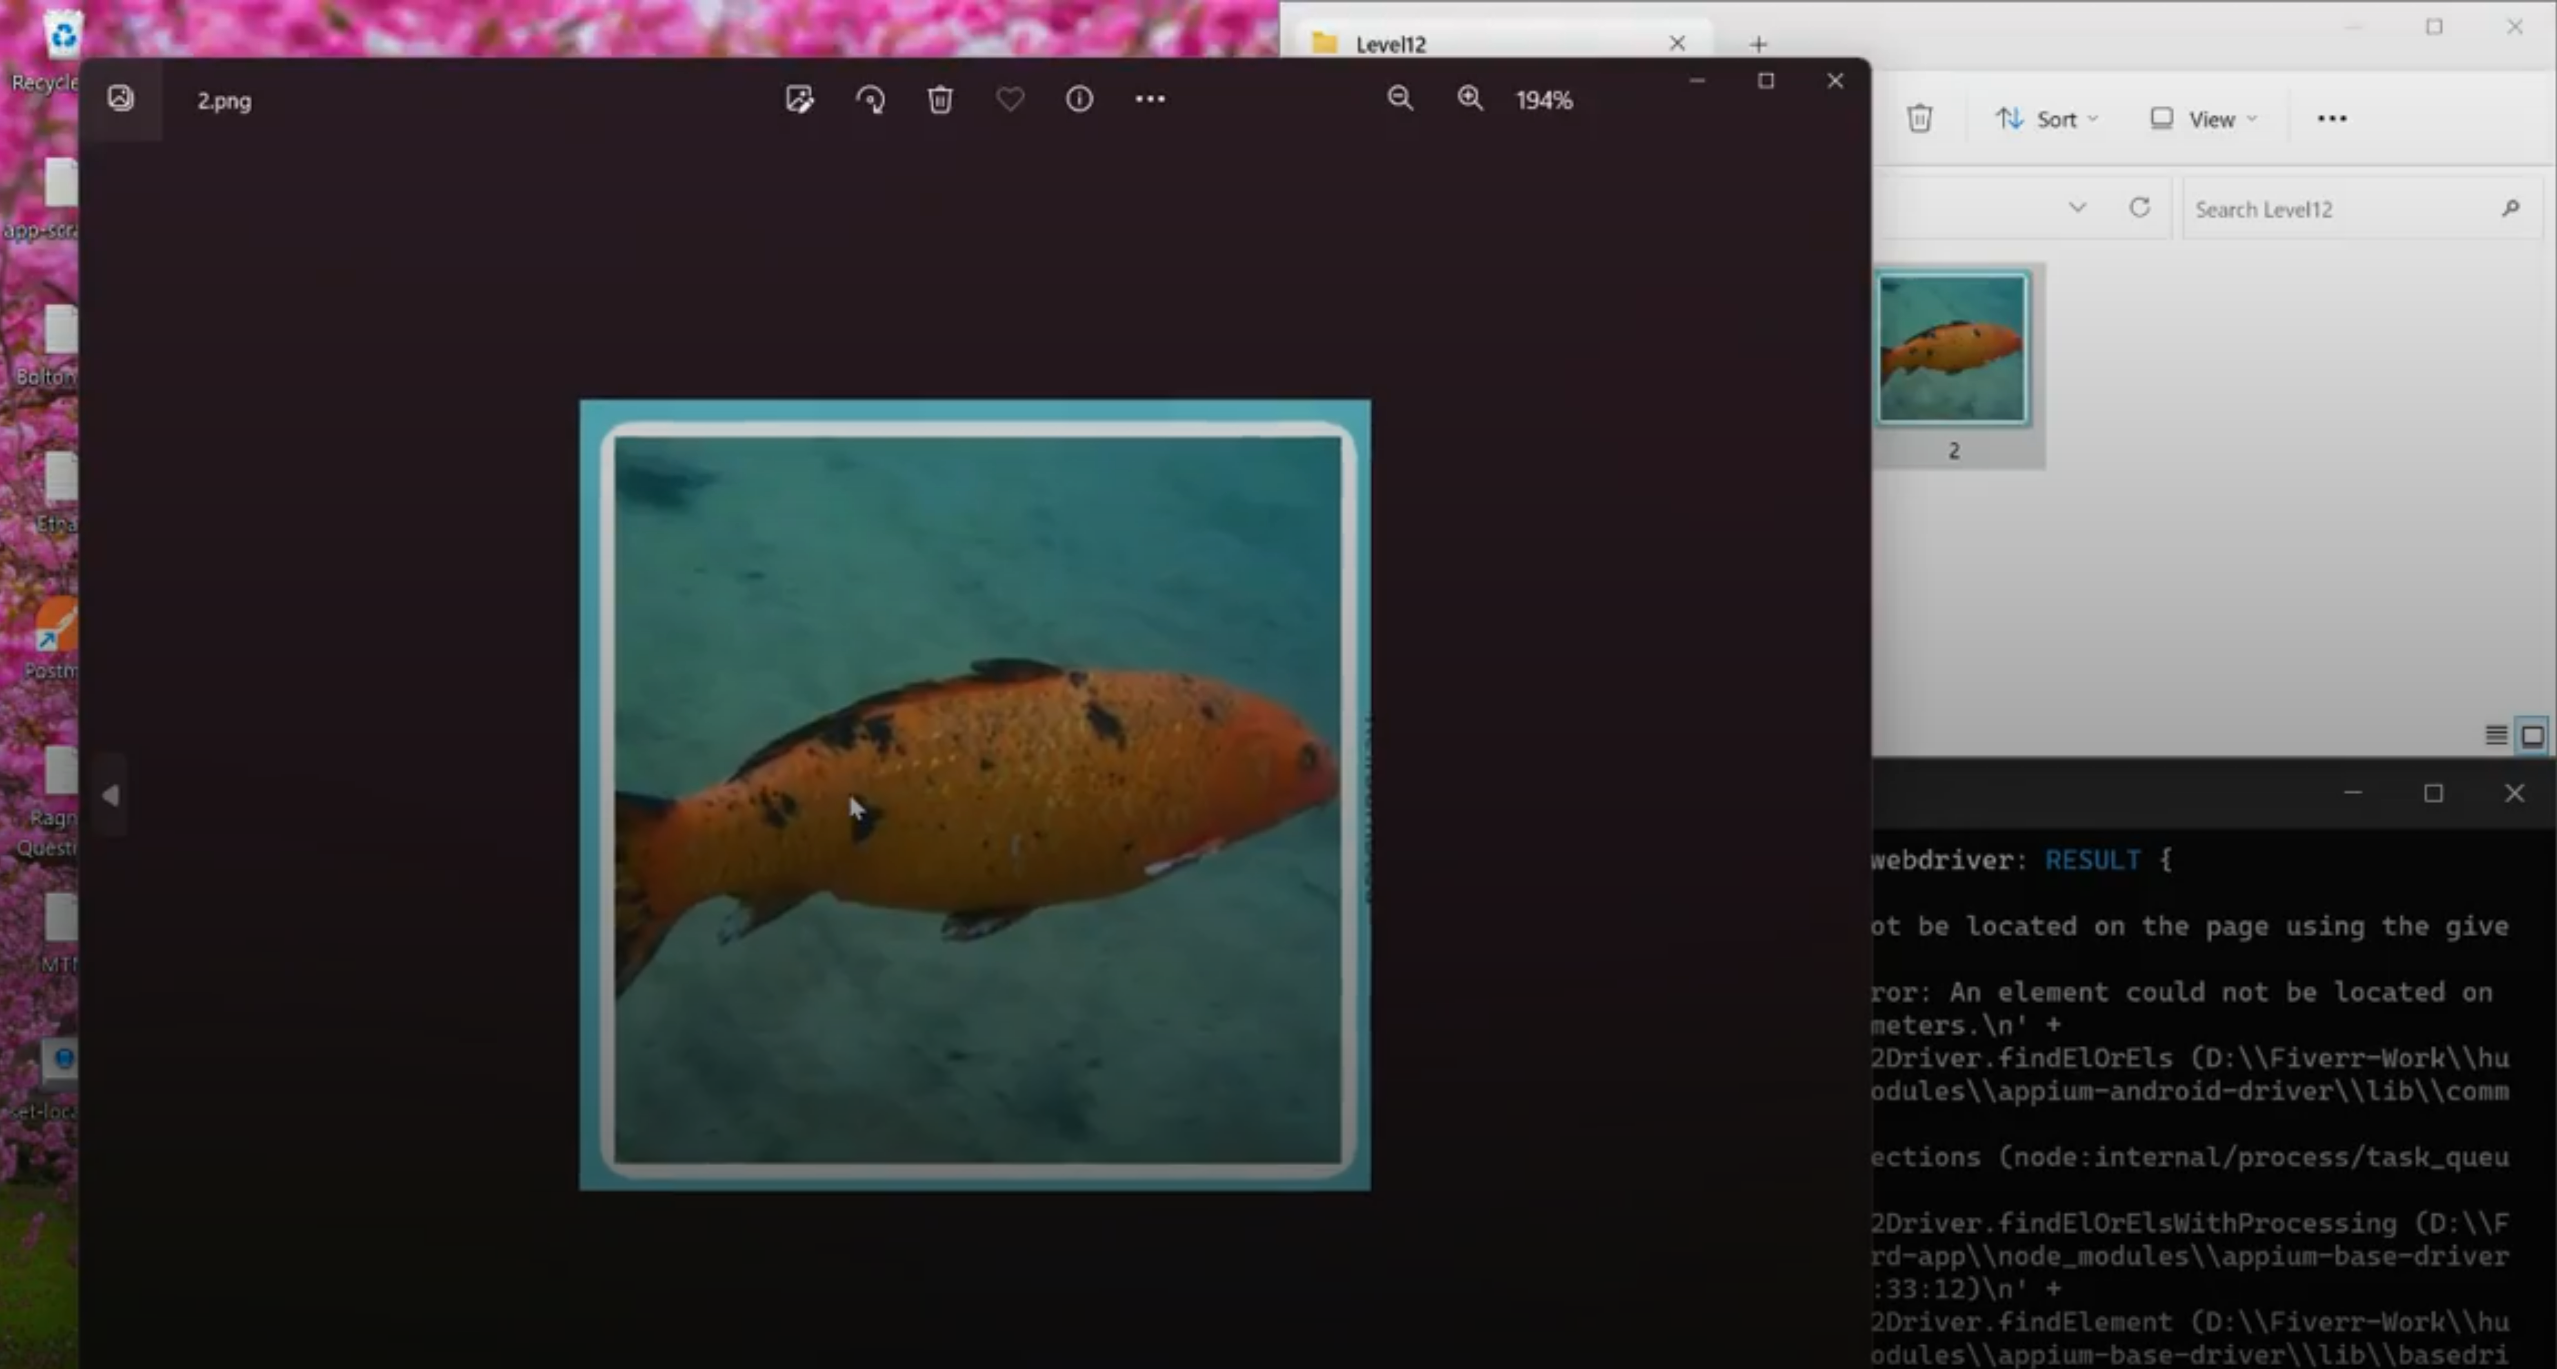 Recycle
app-scra
Bolton
Etha
Postm
Ragn
Questi
MTN
set-loca
2.png
194%
Level12
Sort
View
Search Level12
2
webdriver: RESULT {
ot be located on the page using the give
ror: An element could not be located on
meters.\n' +
2Driver.findElOrEls (D:\\Fiverr-Work\\hu
odules\\appium-android-driver\\lib\\comm
ections (node:internal/process/task_queu
2Driver.findElOrElsWithProcessing (D:\\F
rd-app\\node_modules\\appium-base-driver
:33:12)\n' +
2Driver.findElement (D:\\Fiverr-Work\\hu
odules\\appium-base-driver\\lib\\basedri